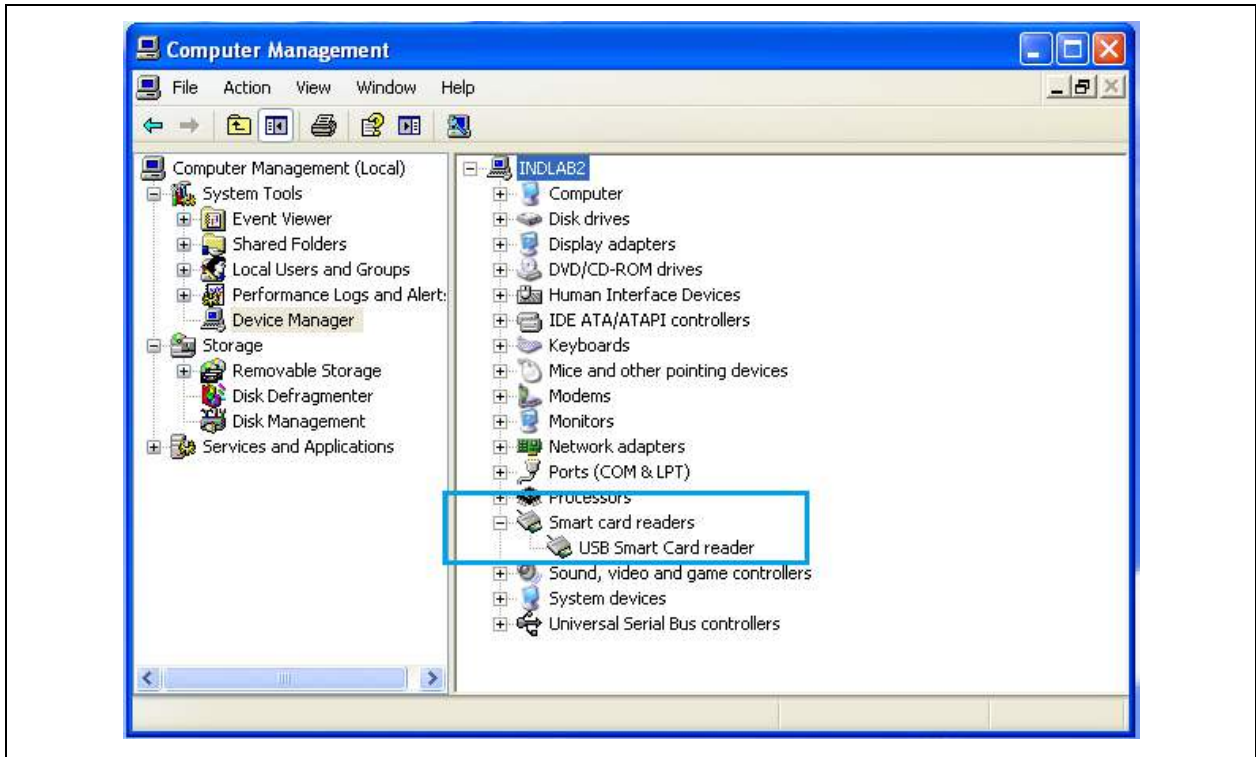 Computer Management
File Action View Window Help
Computer Management (Local)
System Tools
Event Viewer
Shared Folders
Local Users and Groups
Performance Logs and Alert:
Device Manager
Storage
Removable Storage
Disk Defragmenter
Disk Management
Services and Applications
INDLAB2
Computer
Disk drives
Display adapters
DVD/CD-ROM drives
Human Interface Devices
IDE ATA/ATAPI controllers
Keyboards
Mice and other pointing devices
Modems
Monitors
Network adapters
Ports (COM & LPT)
Processors
Smart card readers
USB Smart Card reader
Sound, video and game controllers
System devices
Universal Serial Bus controllers